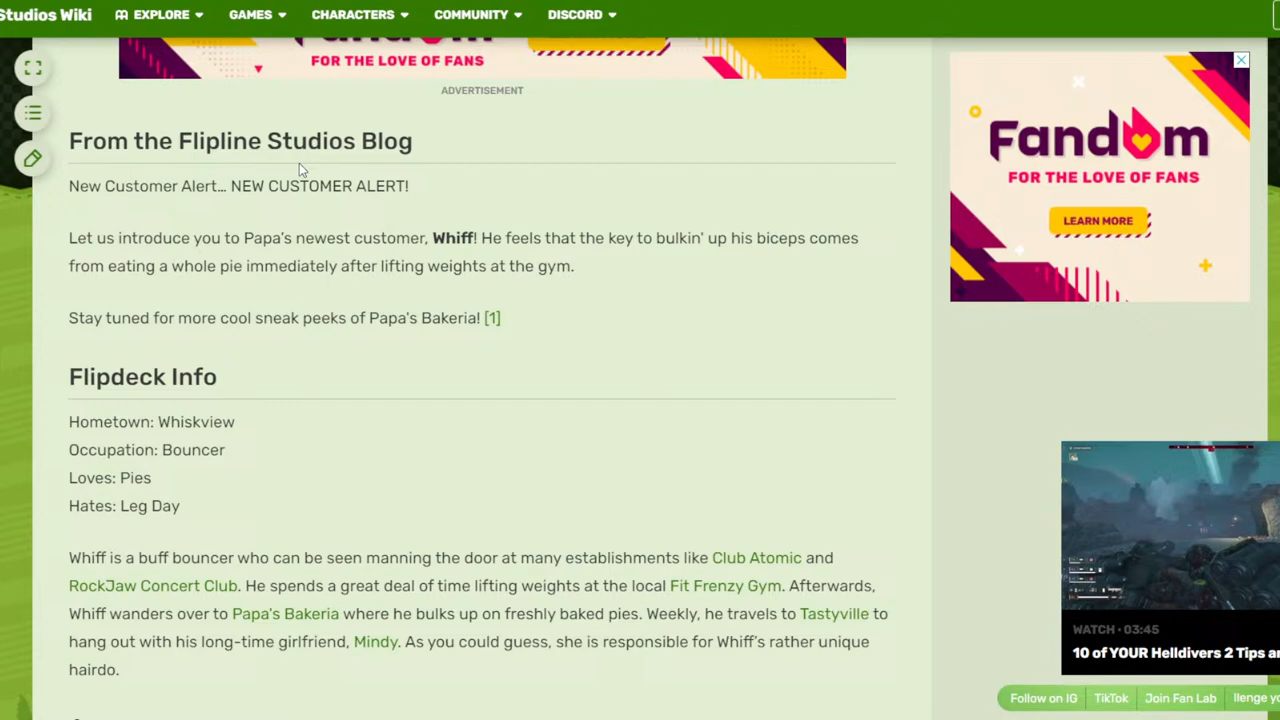 Studios Wiki
EXPLORE
GAMES
CHARACTERS
COMMUNITY
DISCORD
FOR THE LOVE OF FANS
ADVERTISEMENT
From the Flipline Studios Blog
New Customer Alert... NEW CUSTOMER ALERT!
Let us introduce you to Papa's newest customer, Whiff! He feels that the key to bulkin' up his biceps comes
from eating a whole pie immediately after lifting weights at the gym.
Stay tuned for more cool sneak peeks of Papa's Bakeria! [1]
Flipdeck Info
Hometown: Whiskview
Occupation: Bouncer
Loves: Pies
Hates: Leg Day
Whiff is a buff bouncer who can be seen manning the door at many establishments like Club Atomic and
RockJaw Concert Club. He spends a great deal of time lifting weights at the local Fit Frenzy Gym. Afterwards,
Whiff wanders over to Papa's Bakeria where he bulks up on freshly baked pies. Weekly, he travels to Tastyville to
hang out with his long-time girlfriend, Mindy. As you could guess, she is responsible for Whiff's rather unique
hairdo.
Fandom
FOR THE LOVE OF FANS
LEARN MORE
WATCH • 03:45
10 of YOUR Helldivers 2 Tips a
Follow on IG
TikTok
Join Fan Lab
llenge yo